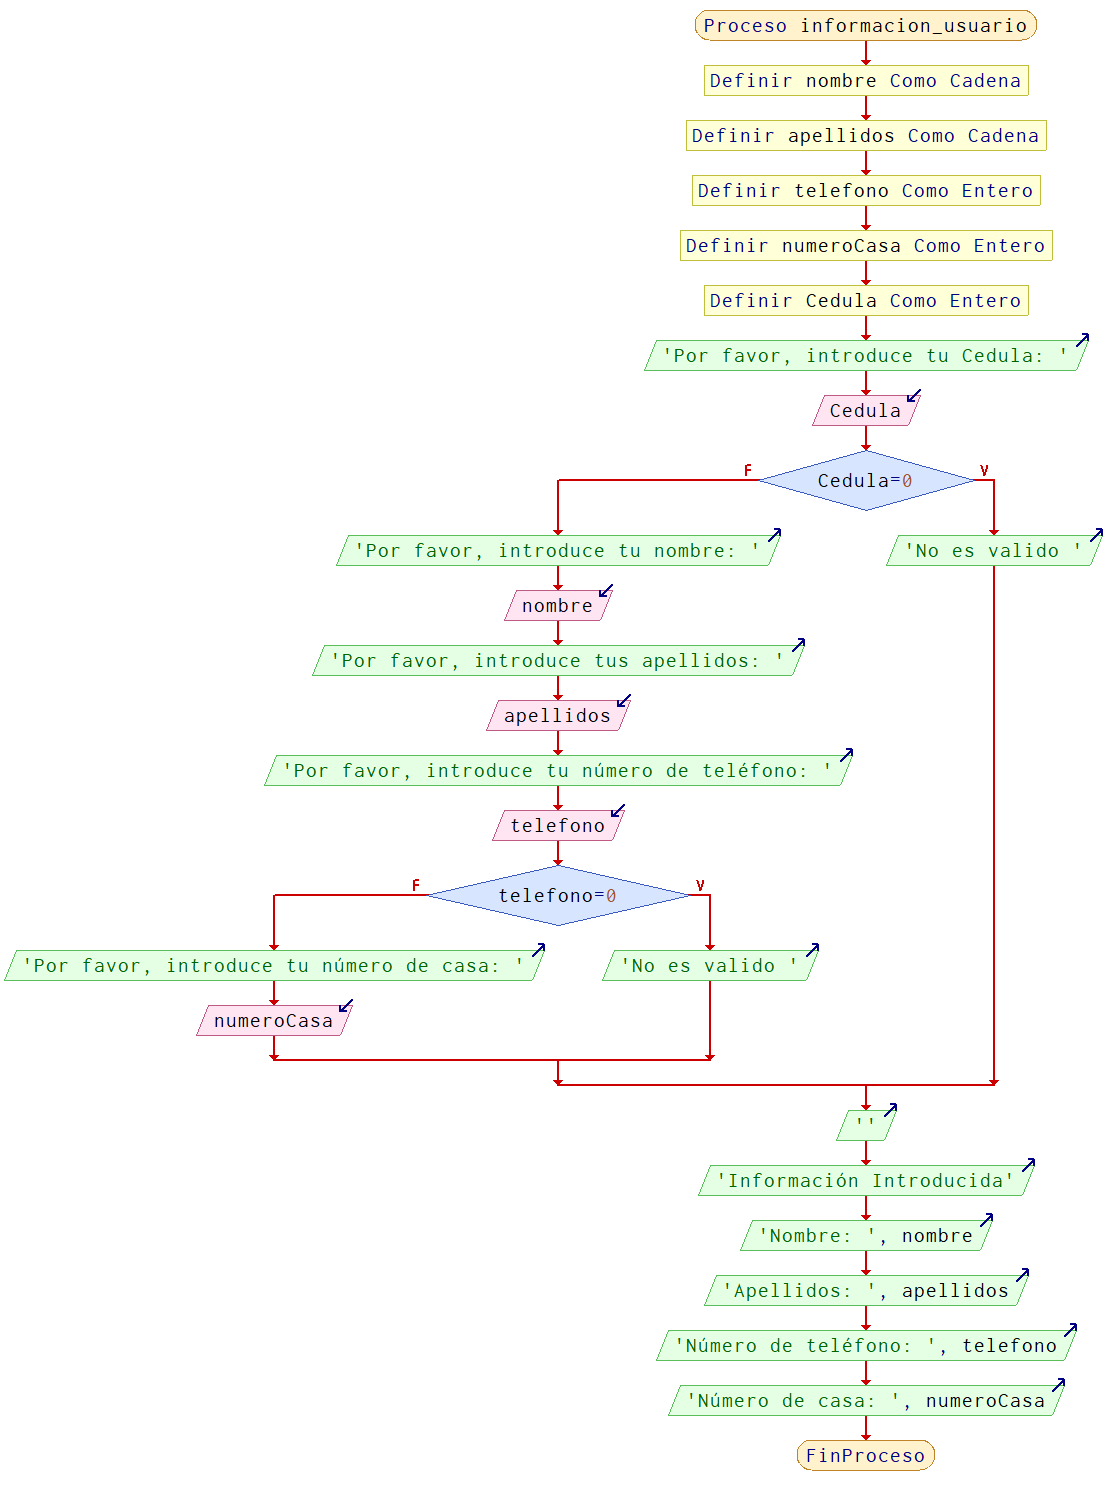 Proceso informacion_usuario
Definir nombre Como Cadena
Definir apellidos Como Cadena
Definir telefono Como Entero
Definir numeroCasa Como Entero
Definir Cedula Como Entero
'Por favor, introduce tu Cedula: '
Cedula
F
V
Cedula=0
'Por favor, introduce tu nombre: '
'No es valido '
nombre
'Por favor, introduce tus apellidos: '
apellidos
'Por favor, introduce tu número de teléfono: '
telefono
F
V
telefono=0
'Por favor, introduce tu número de casa: '
'No es valido '
numeroCasa
''
'Información Introducida'
'Nombre: ', nombre
'Apellidos: ', apellidos
'Número de teléfono: ', telefono
'Número de casa: ', numeroCasa
FinProceso